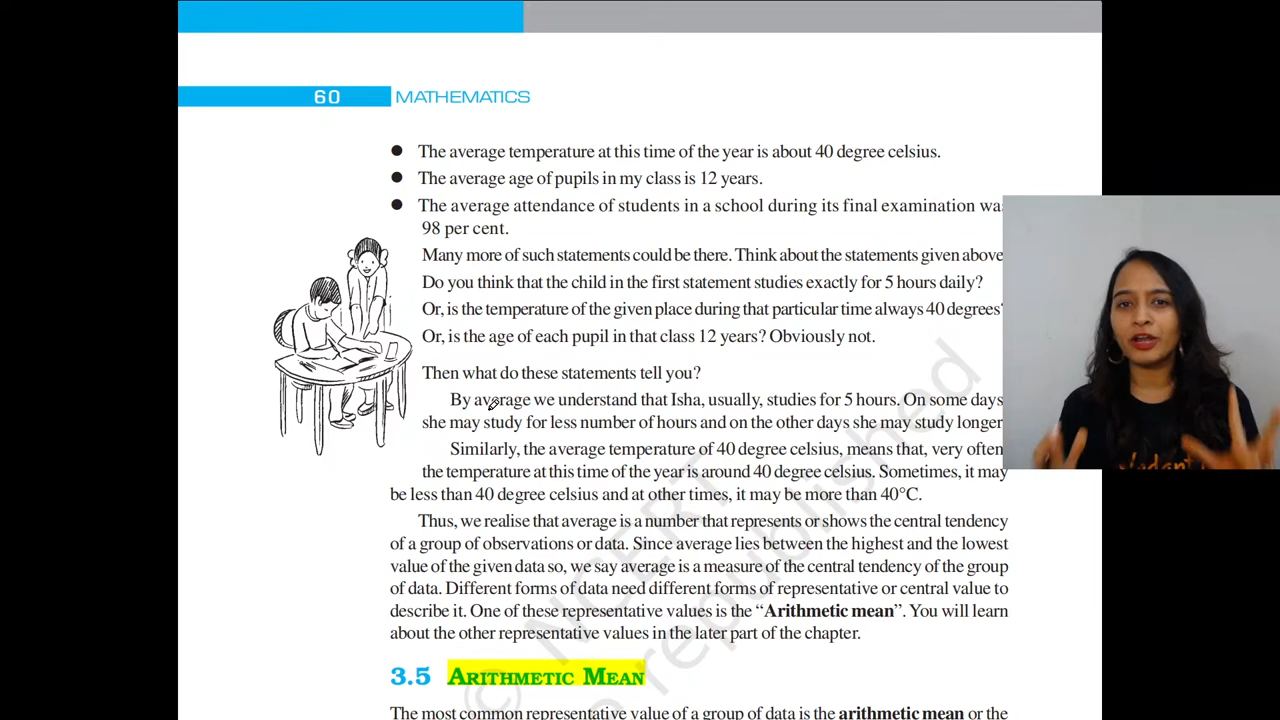 60 MATHEMATICS
● The average temperature at this time of the year is about 40 degree celsius.
● The average age of pupils in my class is 12 years.
● The average attendance of students in a school during its final examination wa
98 per cent.
Many more of such statements could be there. Think about the statements given above
Do you think that the child in the first statement studies exactly for 5 hours daily?
Or, is the temperature of the given place during that particular time always 40 degrees?
Or, is the age of each pupil in that class 12 years? Obviously not.
Then what do these statements tell you?
By average we understand that Isha, usually, studies for 5 hours. On some days
she may study for less number of hours and on the other days she may study longer
Similarly, the average temperature of 40 degree celsius, means that, very often
the temperature at this time of the year is around 40 degree celsius. Sometimes, it may
be less than 40 degree celsius and at other times, it may be more than 40°C.
Thus, we realise that average is a number that represents or shows the central tendency
of a group of observations or data. Since average lies between the highest and the lowest
value of the given data so, we say average is a measure of the central tendency of the group
of data. Different forms of data need different forms of representative or central value to
describe it. One of these representative values is the “Arithmetic mean”. You will learn
about the other representative values in the later part of the chapter.
3.5 ARITHMETIC MEAN
The most common representative value of a group of data is the arithmetic mean or the
© NCERT
republished